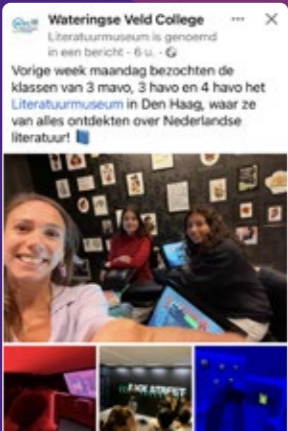 Wateringse Veld College
Literatuurmuseum is genoemd
in een bericht · 6 u. ·
Vorige week maandag bezochten de
klassen van 3 mavo, 3 havo en 4 havo het
Literatuurmuseum in Den Haag, waar ze
van alles ontdekten over Nederlandse
literatuur!